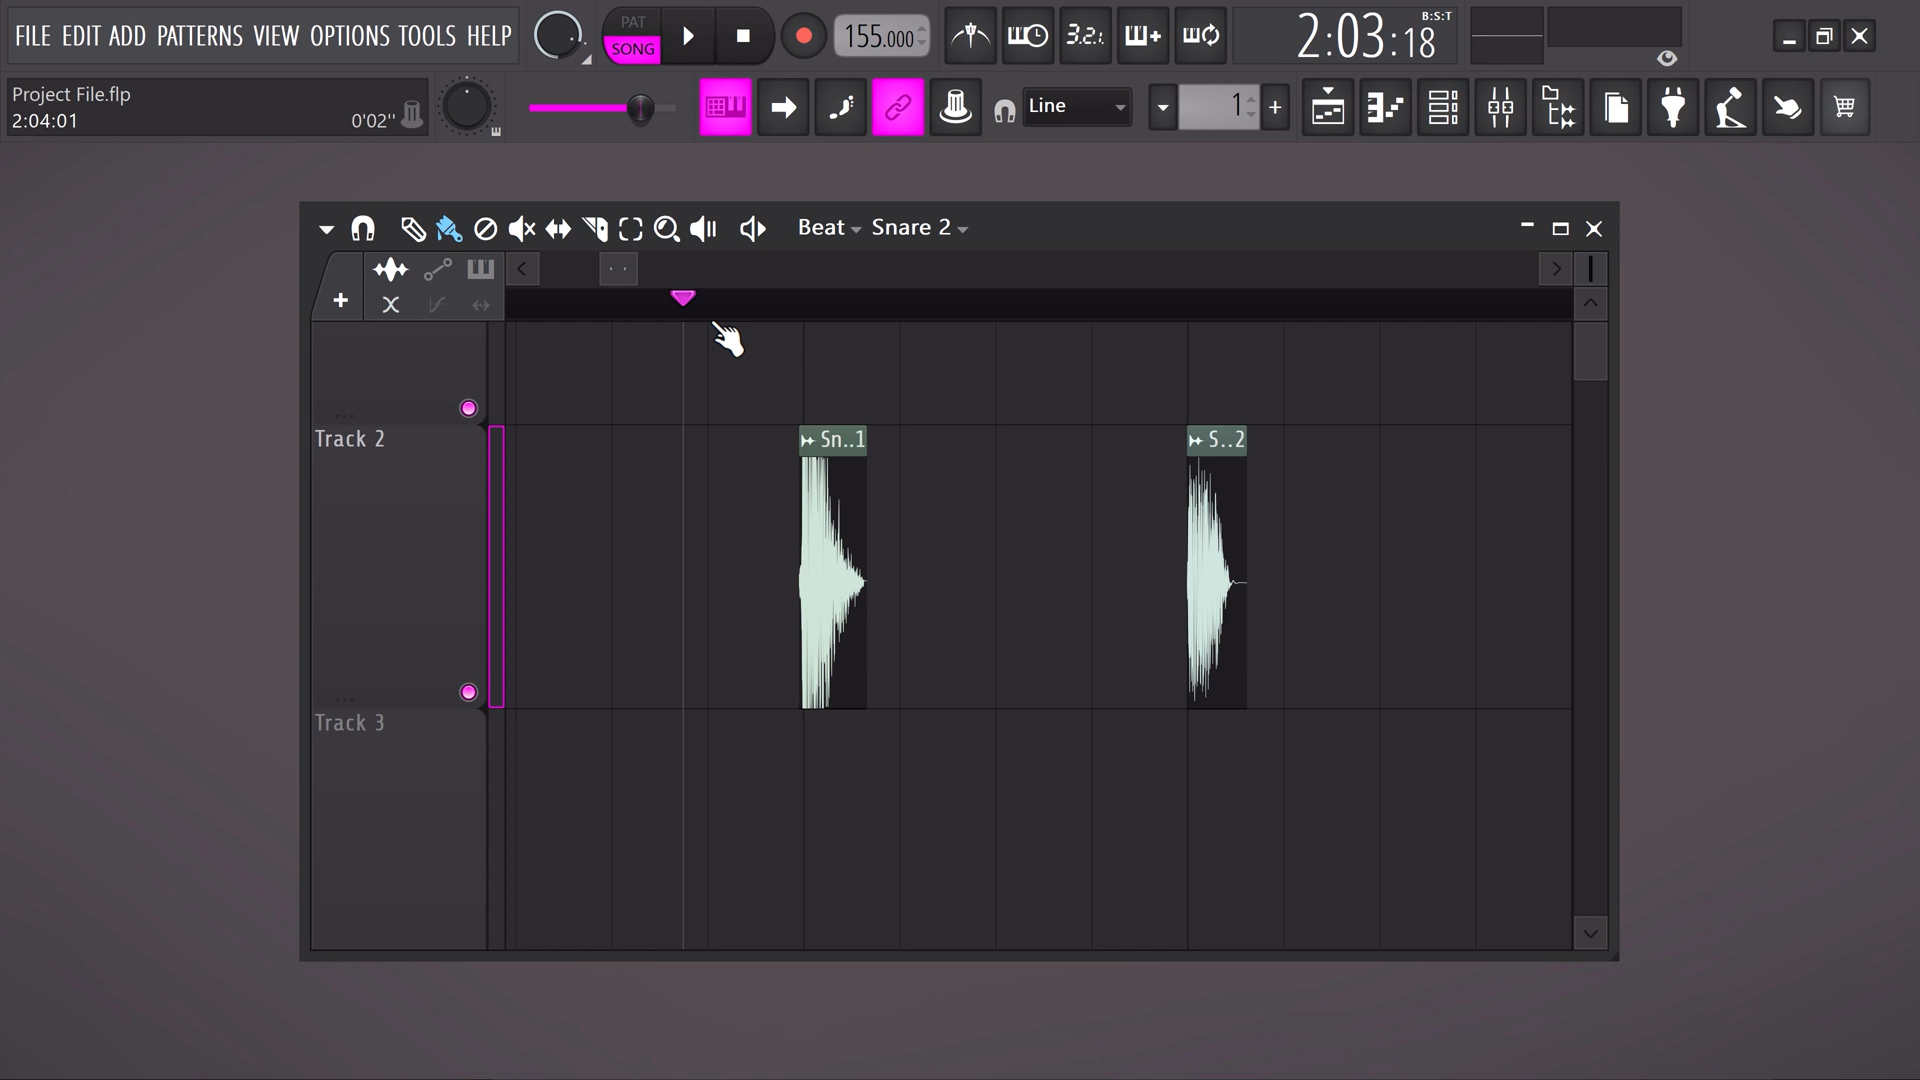 FILE EDIT ADD PATTERNS VIEW OPTIONS TOOLS HELP
PAT
SONG
155.000
3.2.1
B:S:T
2:03:18
Project File.flp
2:04:01
0'02"
Line
1
Beat
Snare 2
Track 2
Sn..1
S..2
Track 3